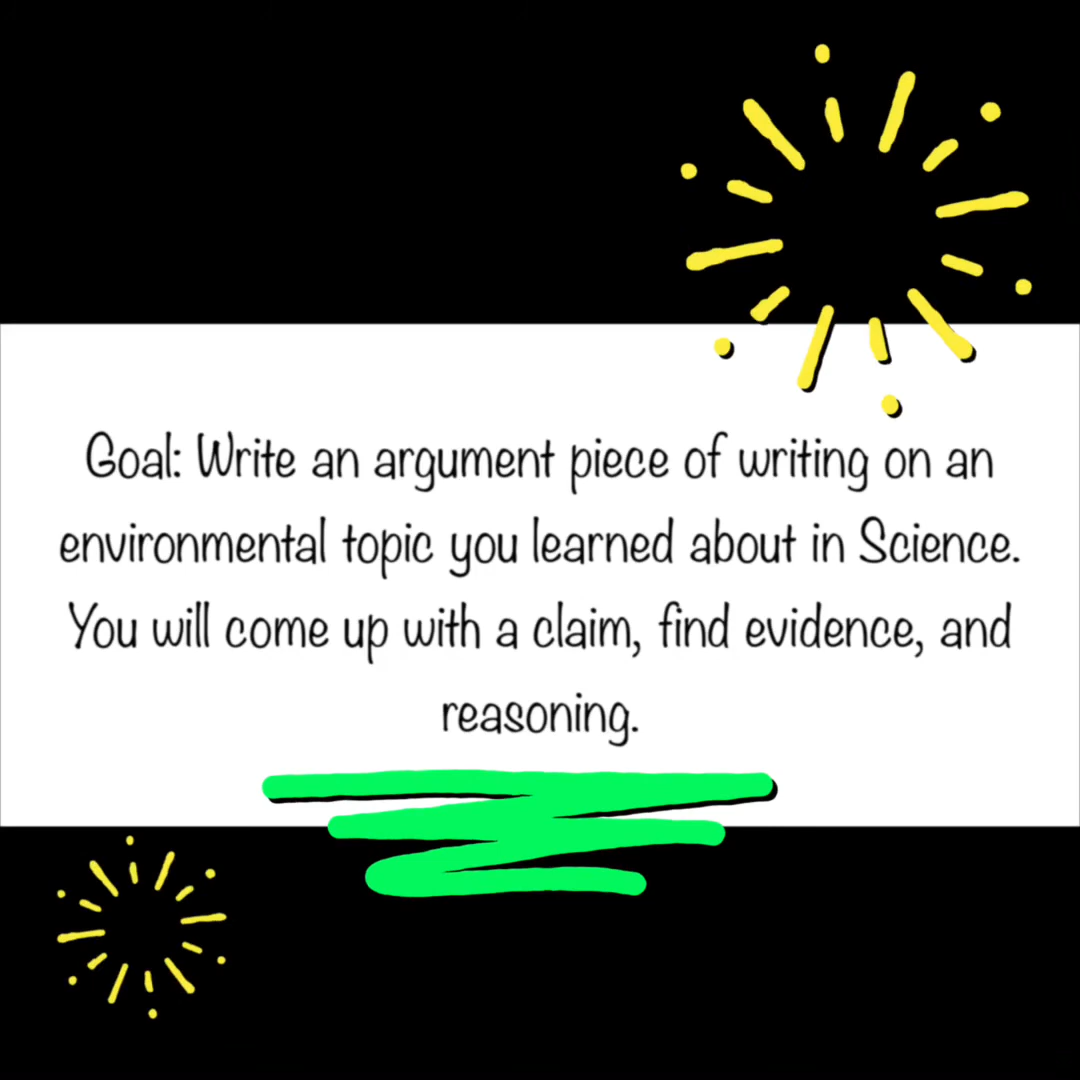 Goal: Write an argument piece of writing on an
environmental topic you learned about in Science.
You will come up with a claim, find evidence, and
reasoning.